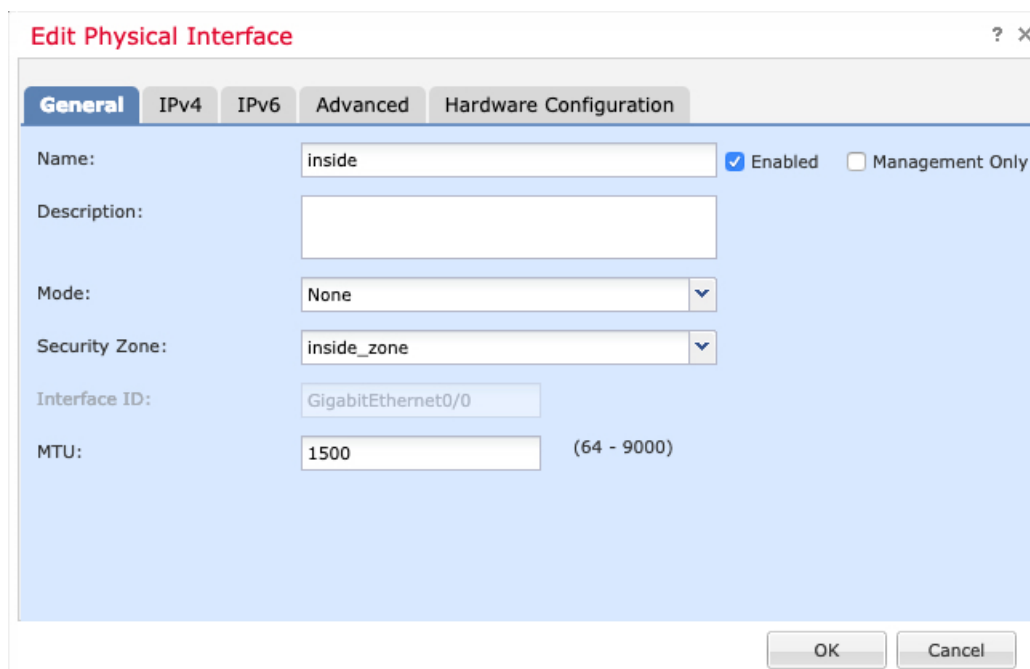 Edit Physical Interface ? ×
General IPv4 IPv6 Advanced Hardware Configuration
Name: inside Enabled Management Only
Description:
Mode: None
Security Zone: inside_zone
Interface ID: GigabitEthernet0/0
MTU: 1500 (64 - 9000)
OK Cancel